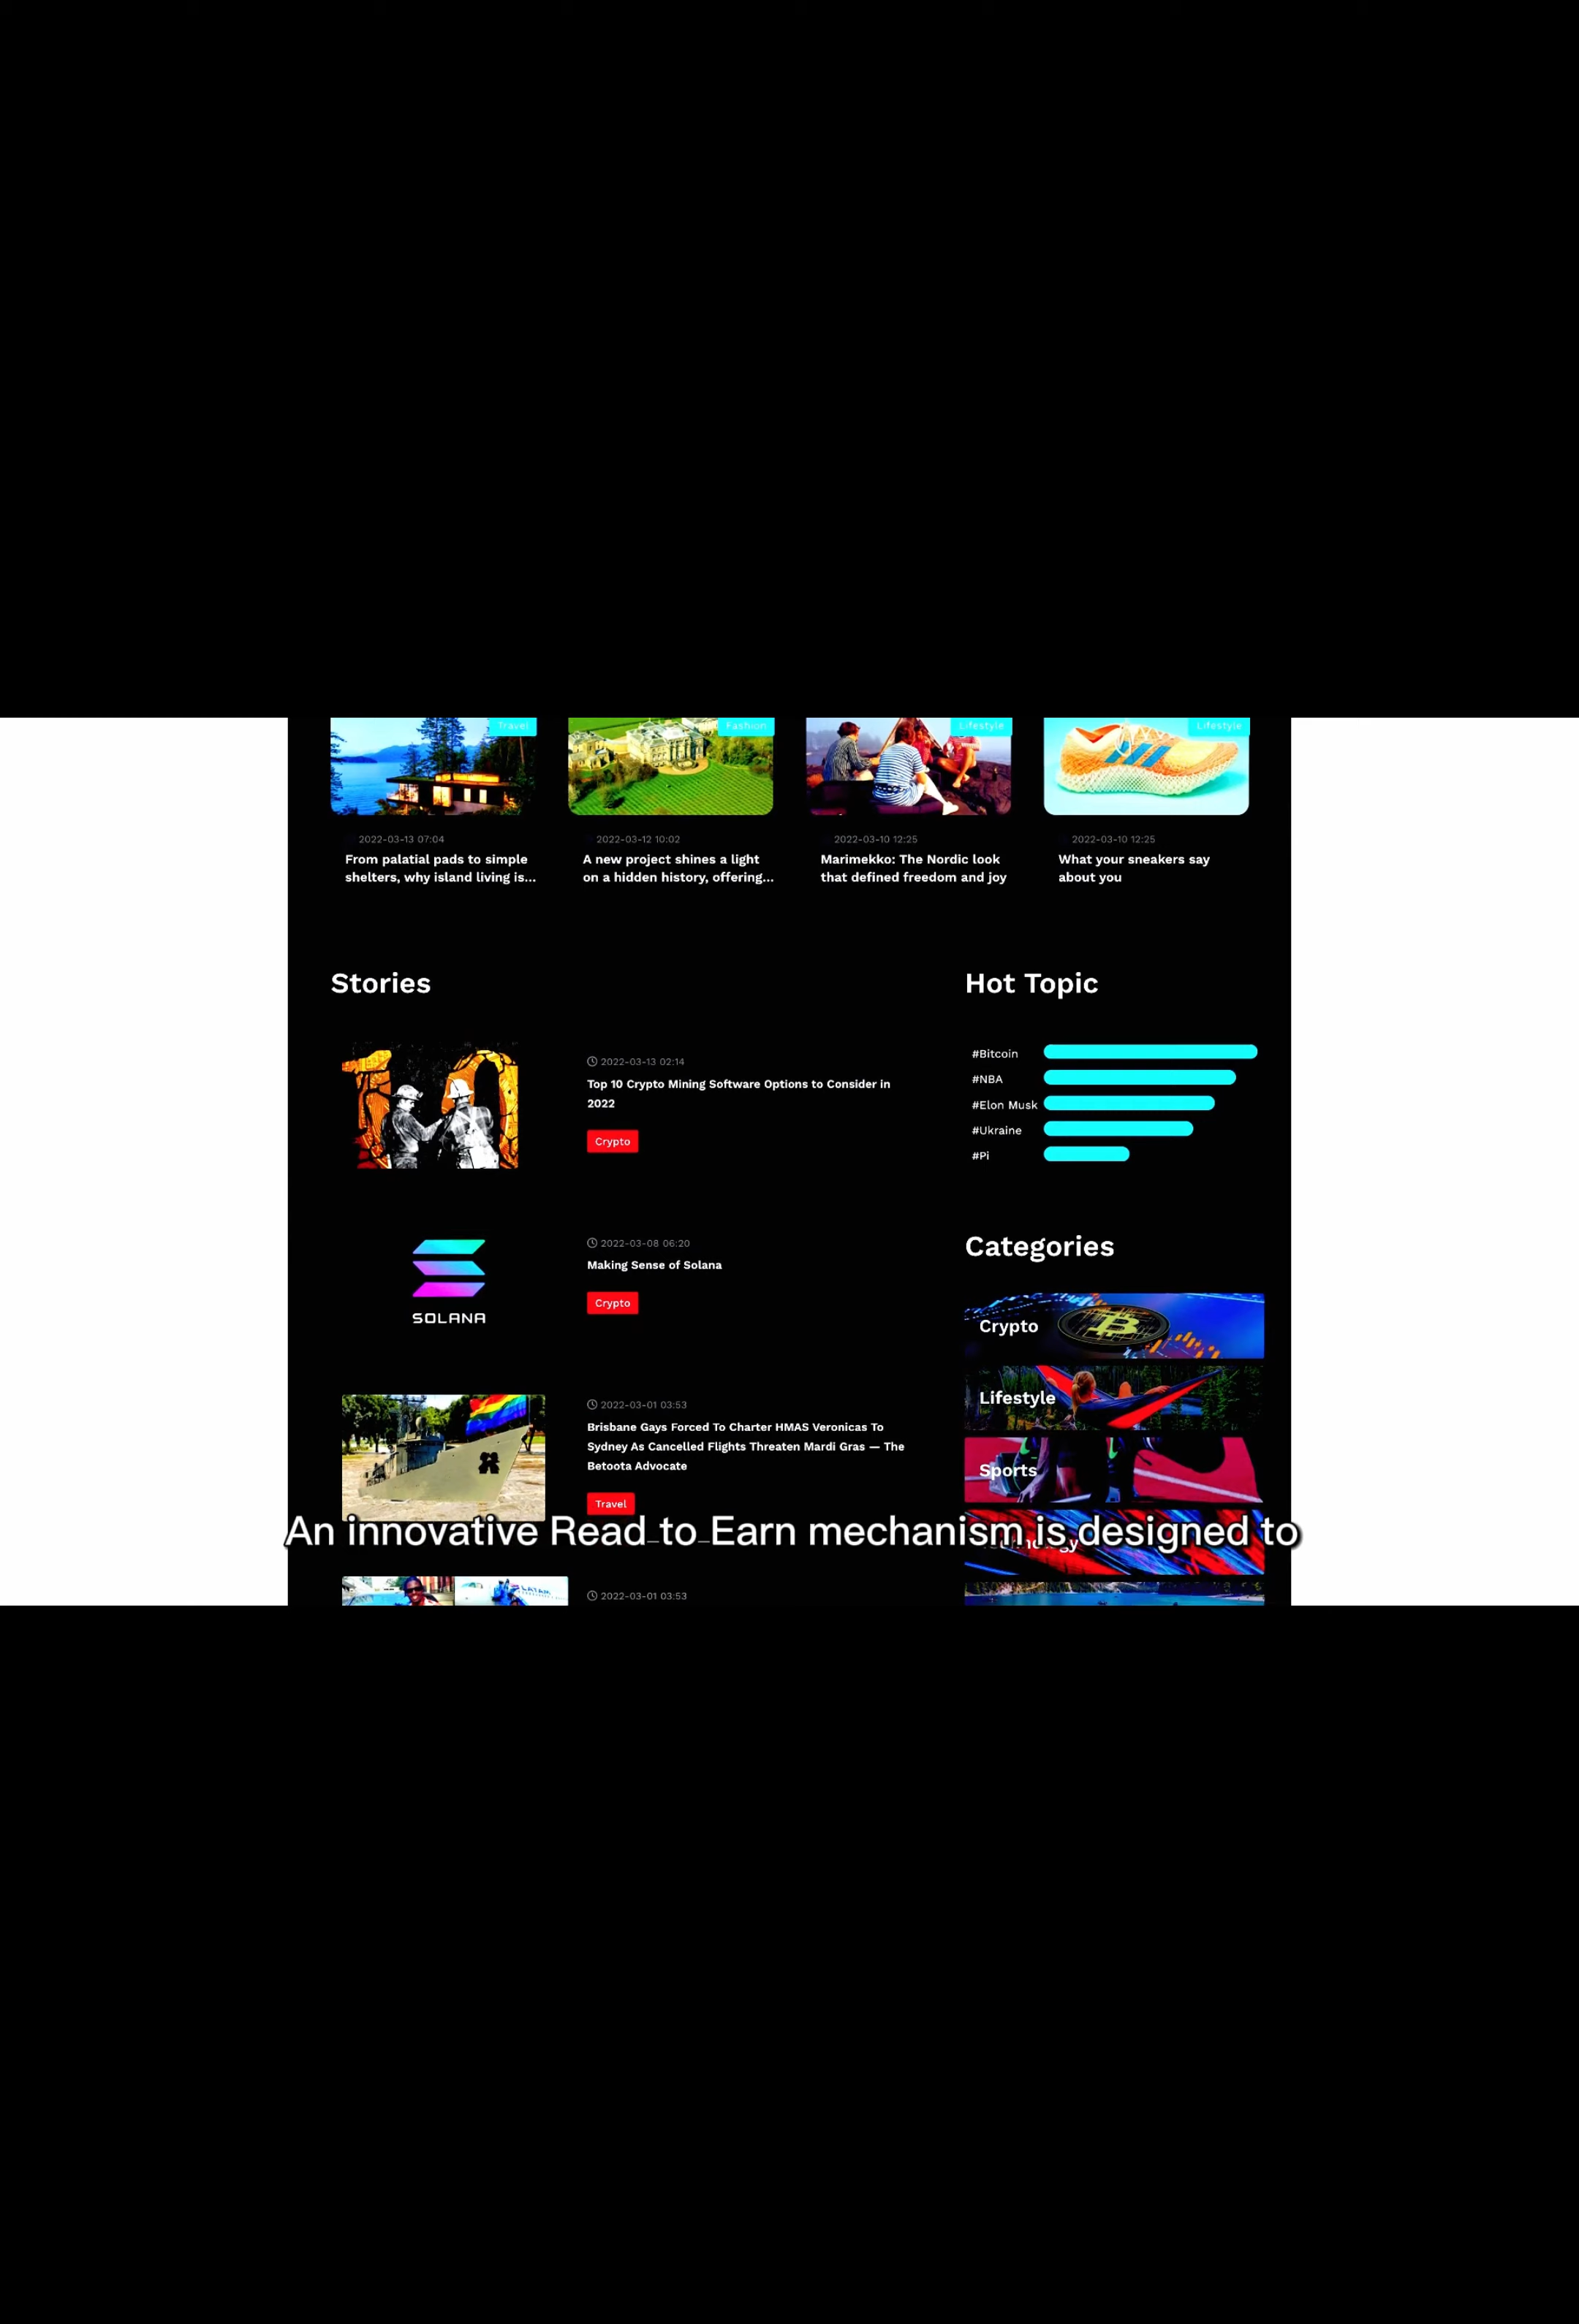 Travel
Fashion
Lifestyle
Lifestyle
2022-03-13 07:04
From palatial pads to simple
shelters, why island living is...
2022-03-12 10:02
A new project shines a light
on a hidden history, offering...
2022-03-10 12:25
Marimekko: The Nordic look
that defined freedom and joy
2022-03-10 12:25
What your sneakers say
about you
Stories
2022-03-13 02:14
Top 10 Crypto Mining Software Options to Consider in
2022
Crypto
SOLANA
2022-03-08 06:20
Making Sense of Solana
Crypto
2022-03-01 03:53
Brisbane Gays Forced To Charter HMAS Veronicas To
Sydney As Cancelled Flights Threaten Mardi Gras — The
Betoota Advocate
Travel
2022-03-01 03:53
Hot Topic
#Bitcoin
#NBA
#Elon Musk
#Ukraine
#Pi
Categories
Crypto
Lifestyle
Sports
An innovative Read_to_Earn mechanism is designed to